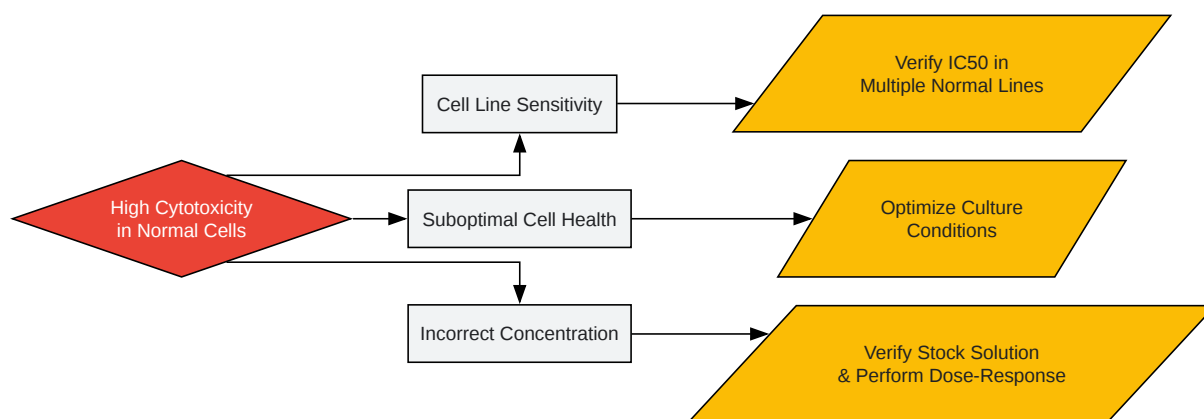 High Cytotoxicity
in Normal Cells
Cell Line Sensitivity
Verify IC50 in
Multiple Normal Lines
Suboptimal Cell Health
Optimize Culture
Conditions
Incorrect Concentration
Verify Stock Solution
& Perform Dose-Response